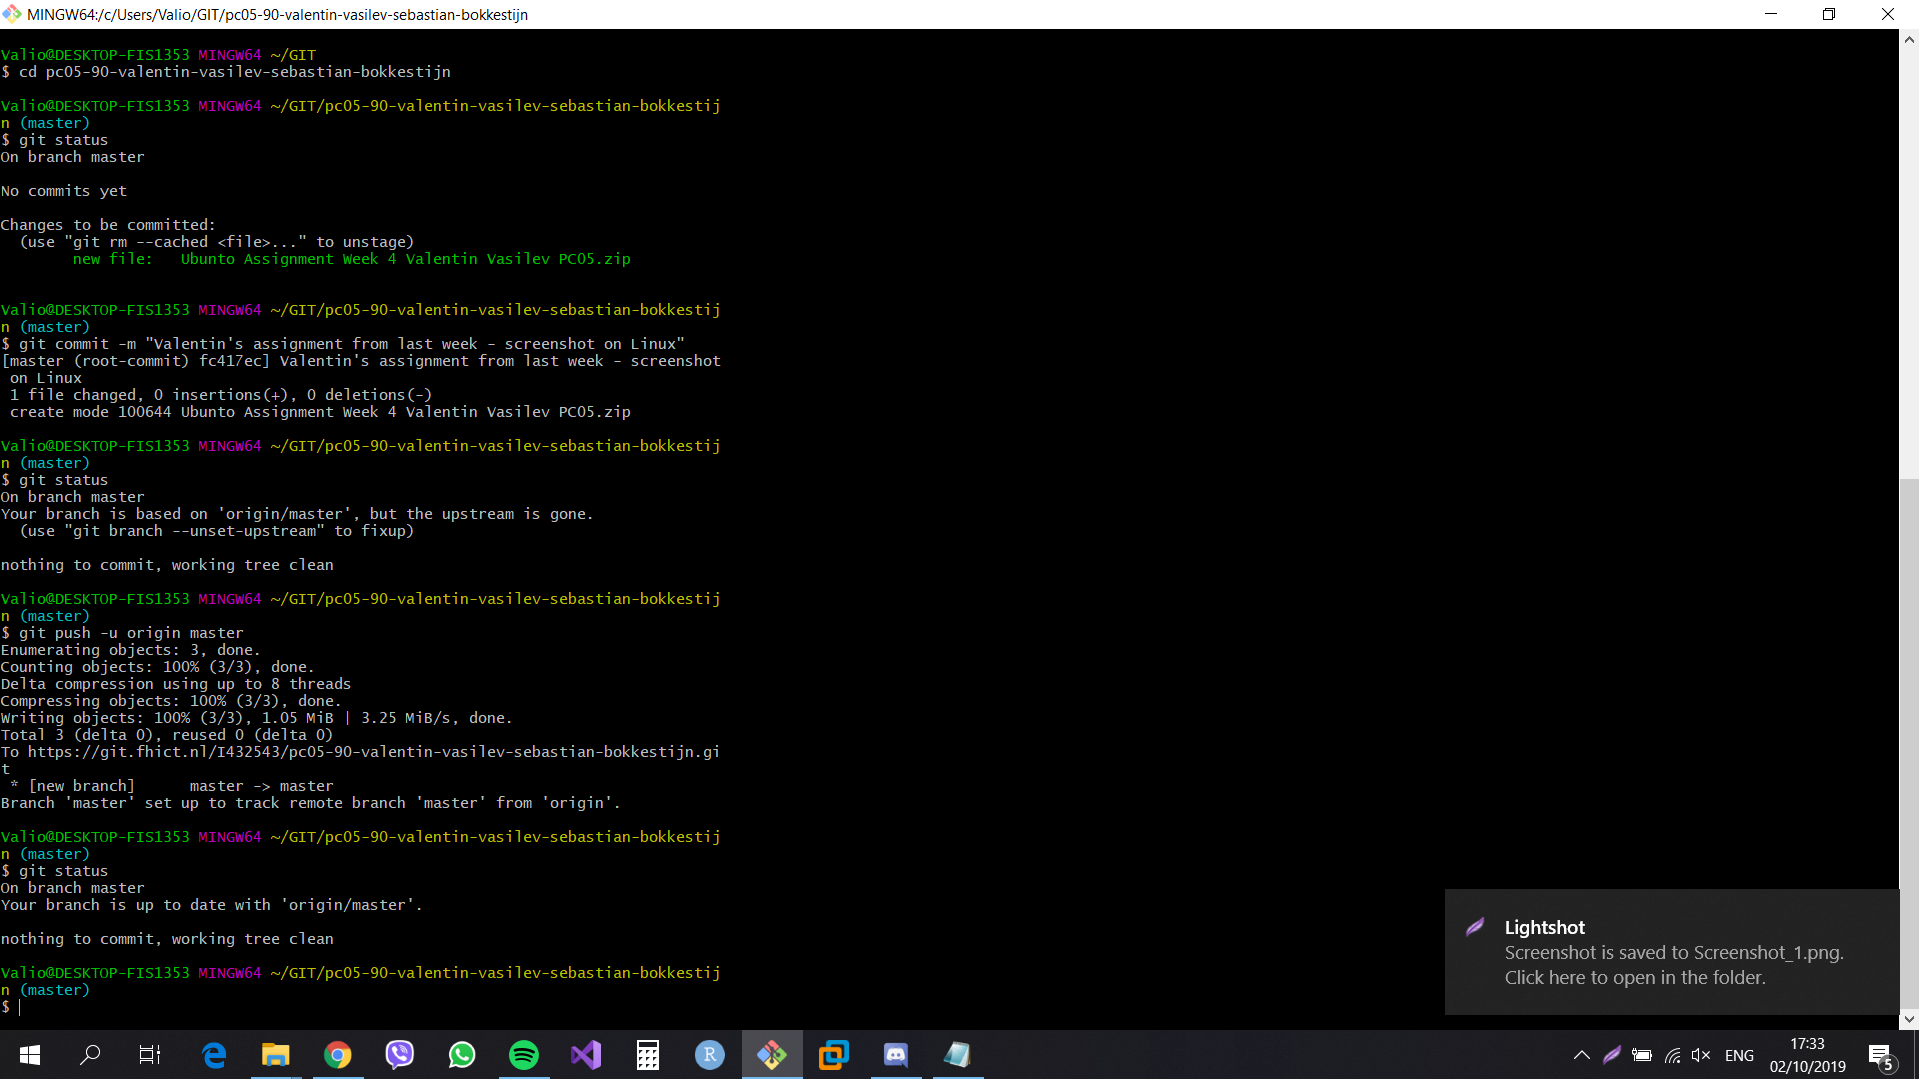 MINGW64:/c/Users/Valio/GIT/pc05-90-valentin-vasilev-sebastian-bokkestijn
Valio@DESKTOP-FIS1353 MINGW64 ~/GIT
$ cd pc05-90-valentin-vasilev-sebastian-bokkestijn
Valio@DESKTOP-FIS1353 MINGW64 ~/GIT/pc05-90-valentin-vasilev-sebastian-bokkestij
n (master)
$ git status
On branch master
No commits yet
Changes to be committed:
  (use "git rm --cached <file>..." to unstage)
        new file:   Ubunto Assignment Week 4 Valentin Vasilev PC05.zip
Valio@DESKTOP-FIS1353 MINGW64 ~/GIT/pc05-90-valentin-vasilev-sebastian-bokkestij
n (master)
$ git commit -m "Valentin's assignment from last week - screenshot on Linux"
[master (root-commit) fc417ec] Valentin's assignment from last week - screenshot
 on Linux
 1 file changed, 0 insertions(+), 0 deletions(-)
 create mode 100644 Ubunto Assignment Week 4 Valentin Vasilev PC05.zip
Valio@DESKTOP-FIS1353 MINGW64 ~/GIT/pc05-90-valentin-vasilev-sebastian-bokkestij
n (master)
$ git status
On branch master
Your branch is based on 'origin/master', but the upstream is gone.
  (use "git branch --unset-upstream" to fixup)
nothing to commit, working tree clean
Valio@DESKTOP-FIS1353 MINGW64 ~/GIT/pc05-90-valentin-vasilev-sebastian-bokkestij
n (master)
$ git push -u origin master
Enumerating objects: 3, done.
Counting objects: 100% (3/3), done.
Delta compression using up to 8 threads
Compressing objects: 100% (3/3), done.
Writing objects: 100% (3/3), 1.05 MiB | 3.25 MiB/s, done.
Total 3 (delta 0), reused 0 (delta 0)
To https://git.fhict.nl/I432543/pc05-90-valentin-vasilev-sebastian-bokkestijn.gi
t
 * [new branch]      master -> master
Branch 'master' set up to track remote branch 'master' from 'origin'.
Valio@DESKTOP-FIS1353 MINGW64 ~/GIT/pc05-90-valentin-vasilev-sebastian-bokkestij
n (master)
$ git status
On branch master
Your branch is up to date with 'origin/master'.
nothing to commit, working tree clean
Valio@DESKTOP-FIS1353 MINGW64 ~/GIT/pc05-90-valentin-vasilev-sebastian-bokkestij
n (master)
$
Lightshot
Screenshot is saved to Screenshot_1.png.
Click here to open in the folder.
R
ENG
17:33
02/10/2019
5